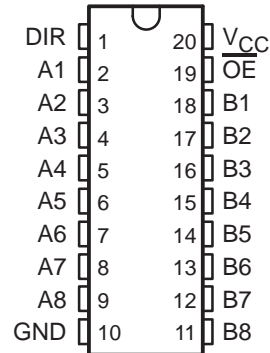 DIR 1 20 VCC
A1 2 19 OE
A2 3 18 B1
A3 4 17 B2
A4 5 16 B3
A5 6 15 B4
A6 7 14 B5
A7 8 13 B6
A8 9 12 B7
GND 10 11 B8